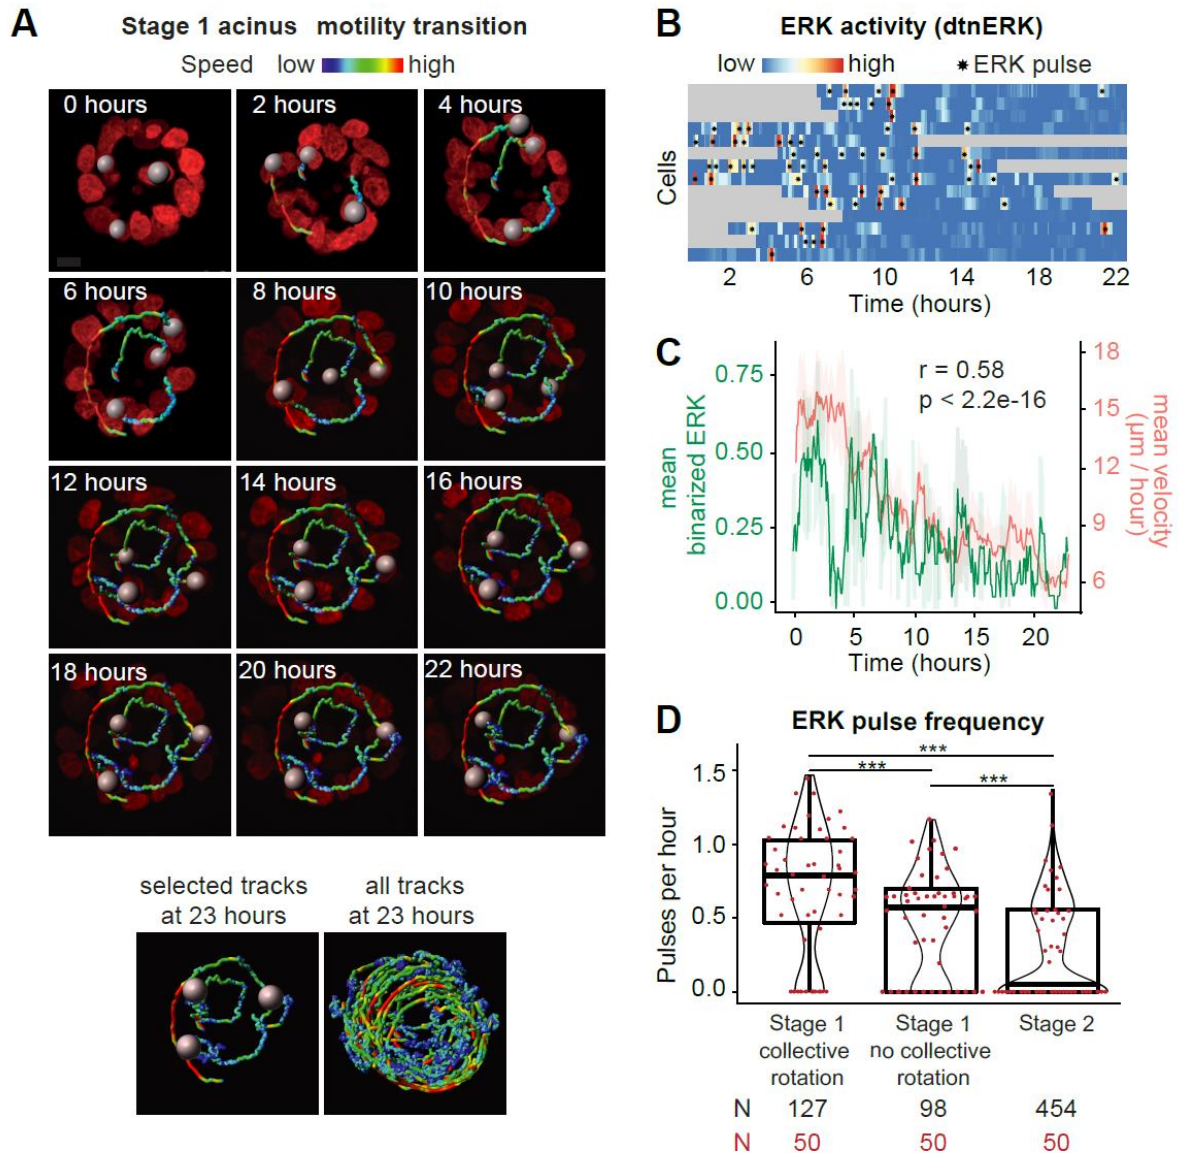 A
Stage 1 acinus motility transition
Speed low high
0 hours
2 hours
4 hours
6 hours
8 hours
10 hours
12 hours
14 hours
16 hours
18 hours
20 hours
22 hours
selected tracks
at 23 hours
all tracks
at 23 hours
B
ERK activity (dtnERK)
low high
✷ ERK pulse
Cells
2 6 10 14 18 22
Time (hours)
C
mean
binarized ERK
0.75
0.50
0.25
0.00
r = 0.58
p < 2.2e-16
18
15
12
9
6
mean velocity
(µm / hour)
0 5 10 15 20
Time (hours)
D
ERK pulse frequency
Pulses per hour
1.5
1.0
0.5
0.0
***
***
***
Stage 1
collective
rotation
Stage 1
no collective
rotation
Stage 2
N 127 98 454
N 50 50 50